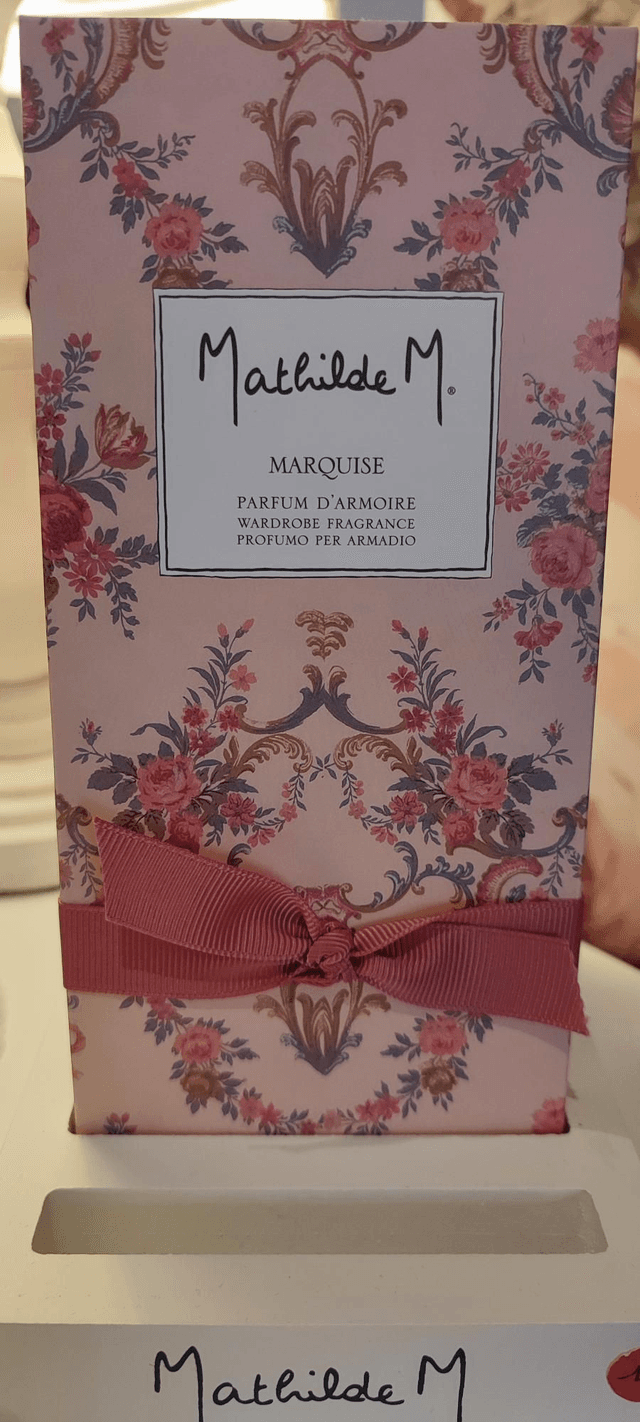 Mathilde M®
MARQUISE
PARFUM D'ARMOIRE
WARDROBE FRAGRANCE
PROFUMO PER ARMADIO
Mathilde M